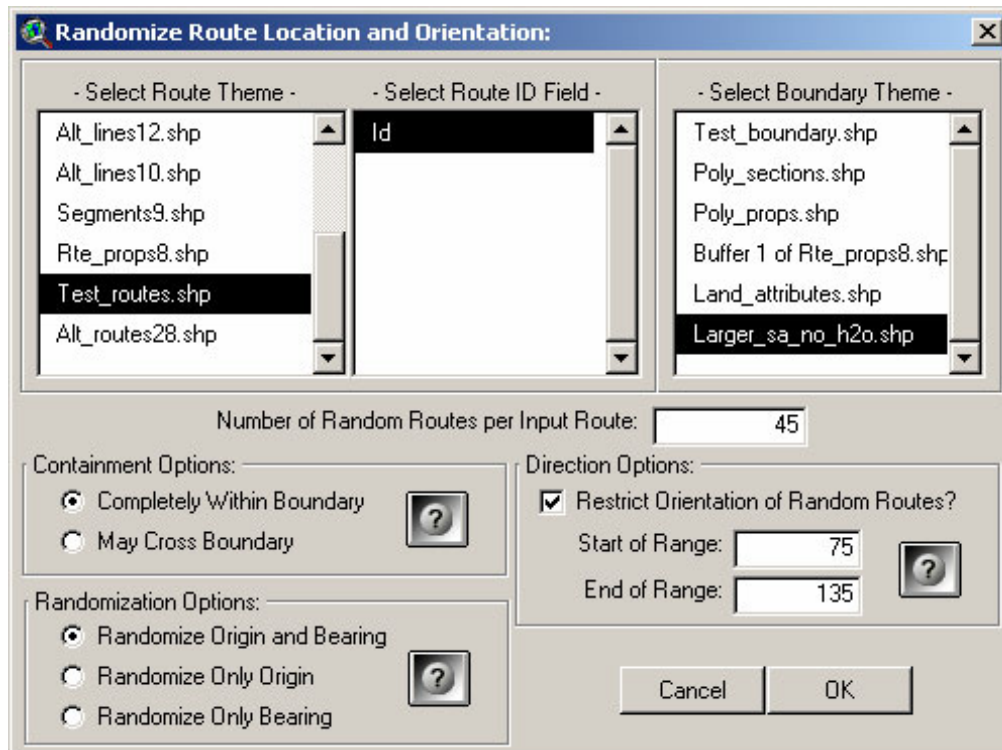 Randomize Route Location and Orientation:
- Select Route Theme -
Alt_lines12.shp
Alt_lines10.shp
Segments9.shp
Rte_props8.shp
Test_routes.shp
Alt_routes28.shp
- Select Route ID Field -
Id
- Select Boundary Theme -
Test_boundary.shp
Poly_sections.shp
Poly_props.shp
Buffer 1 of Rte_props8.shp
Land_attributes.shp
Larger_sa_no_h2o.shp
Number of Random Routes per Input Route: 45
Containment Options:
Completely Within Boundary
May Cross Boundary
?
Randomization Options:
Randomize Origin and Bearing
Randomize Only Origin
Randomize Only Bearing
?
Direction Options:
Restrict Orientation of Random Routes?
Start of Range: 75
End of Range: 135
?
Cancel
OK